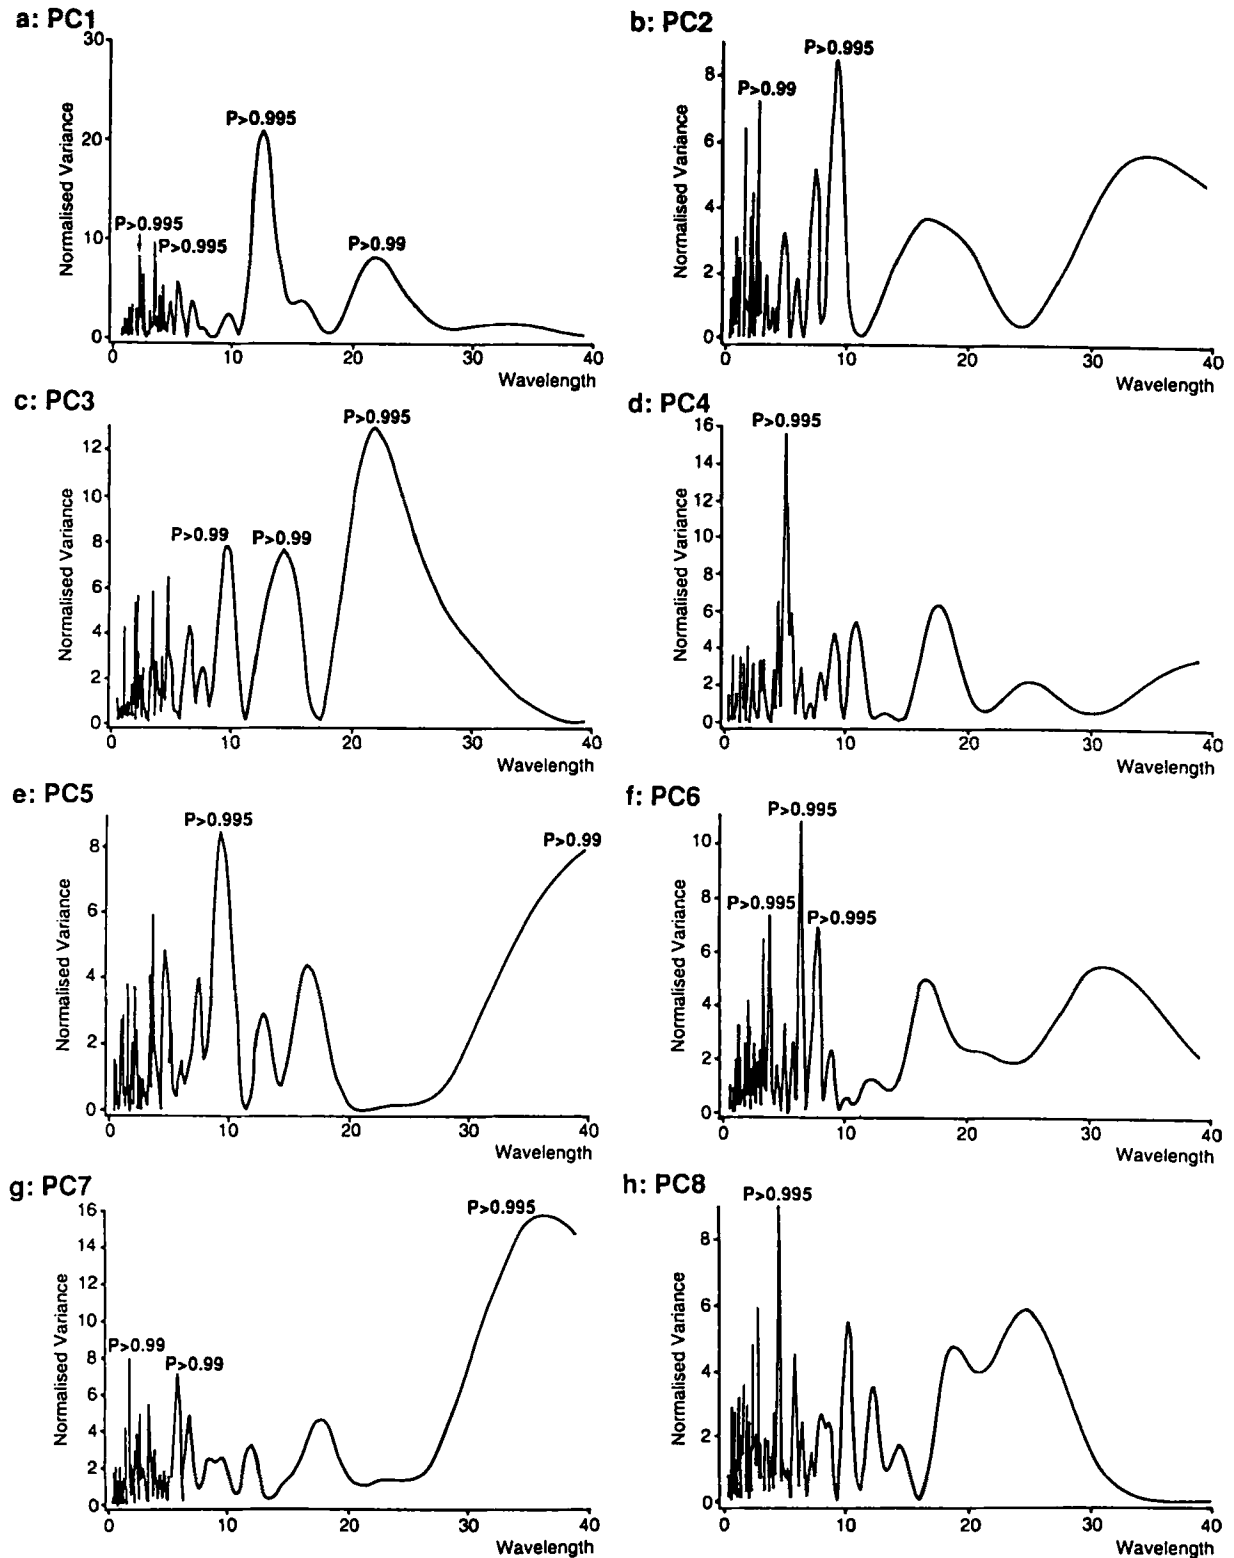 a: PC1
30
20
10
0
Normalised Variance
P>0.995
P>0.995
P>0.995
P>0.99
0 10 20 30 40
Wavelength
b: PC2
8
6
4
2
0
Normalised Variance
P>0.99
P>0.995
0 10 20 30 40
Wavelength
c: PC3
12
10
8
6
4
2
0
Normalised Variance
P>0.99
P>0.99
P>0.995
0 10 20 30 40
Wavelength
d: PC4
16
14
12
10
8
6
4
2
0
Normalised Variance
P>0.995
0 10 20 30 40
Wavelength
e: PC5
8
6
4
2
0
Normalised Variance
P>0.995
P>0.99
0 10 20 30 40
Wavelength
f: PC6
10
8
6
4
2
0
Normalised Variance
P>0.995
P>0.995
P>0.995
0 10 20 30 40
Wavelength
g: PC7
16
14
12
10
8
6
4
2
0
Normalised Variance
P>0.99
P>0.99
P>0.995
0 10 20 30 40
Wavelength
h: PC8
8
6
4
2
0
Normalised Variance
P>0.995
0 10 20 30 40
Wavelength